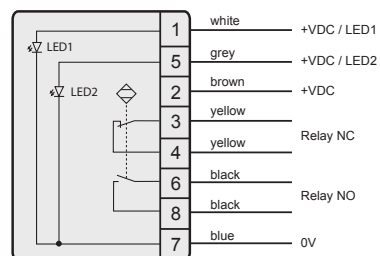 1 white +VDC / LED1
LED1
5 grey +VDC / LED2
LED2
2 brown +VDC
3 yellow
Relay NC
4 yellow
6 black
Relay NO
8 black
7 blue 0V